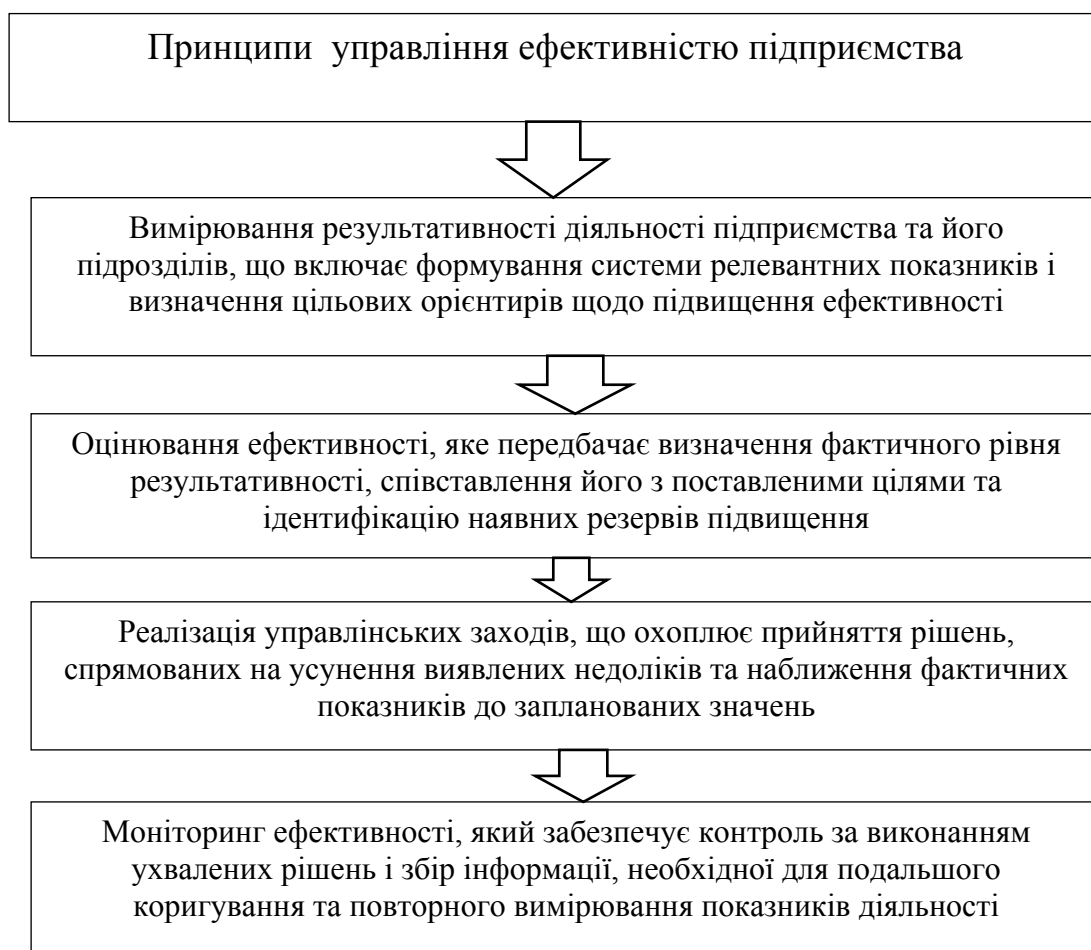 Принципи управління ефективністю підприємства
Вимірювання результативності діяльності підприємства та його
підрозділів, що включає формування системи релевантних показників і
визначення цільових орієнтирів щодо підвищення ефективності
Оцінювання ефективності, яке передбачає визначення фактичного рівня
результативності, співставлення його з поставленими цілями та
ідентифікацію наявних резервів підвищення
Реалізація управлінських заходів, що охоплює прийняття рішень,
спрямованих на усунення виявлених недоліків та наближення фактичних
показників до запланованих значень
Моніторинг ефективності, який забезпечує контроль за виконанням
ухвалених рішень і збір інформації, необхідної для подальшого
коригування та повторного вимірювання показників діяльності